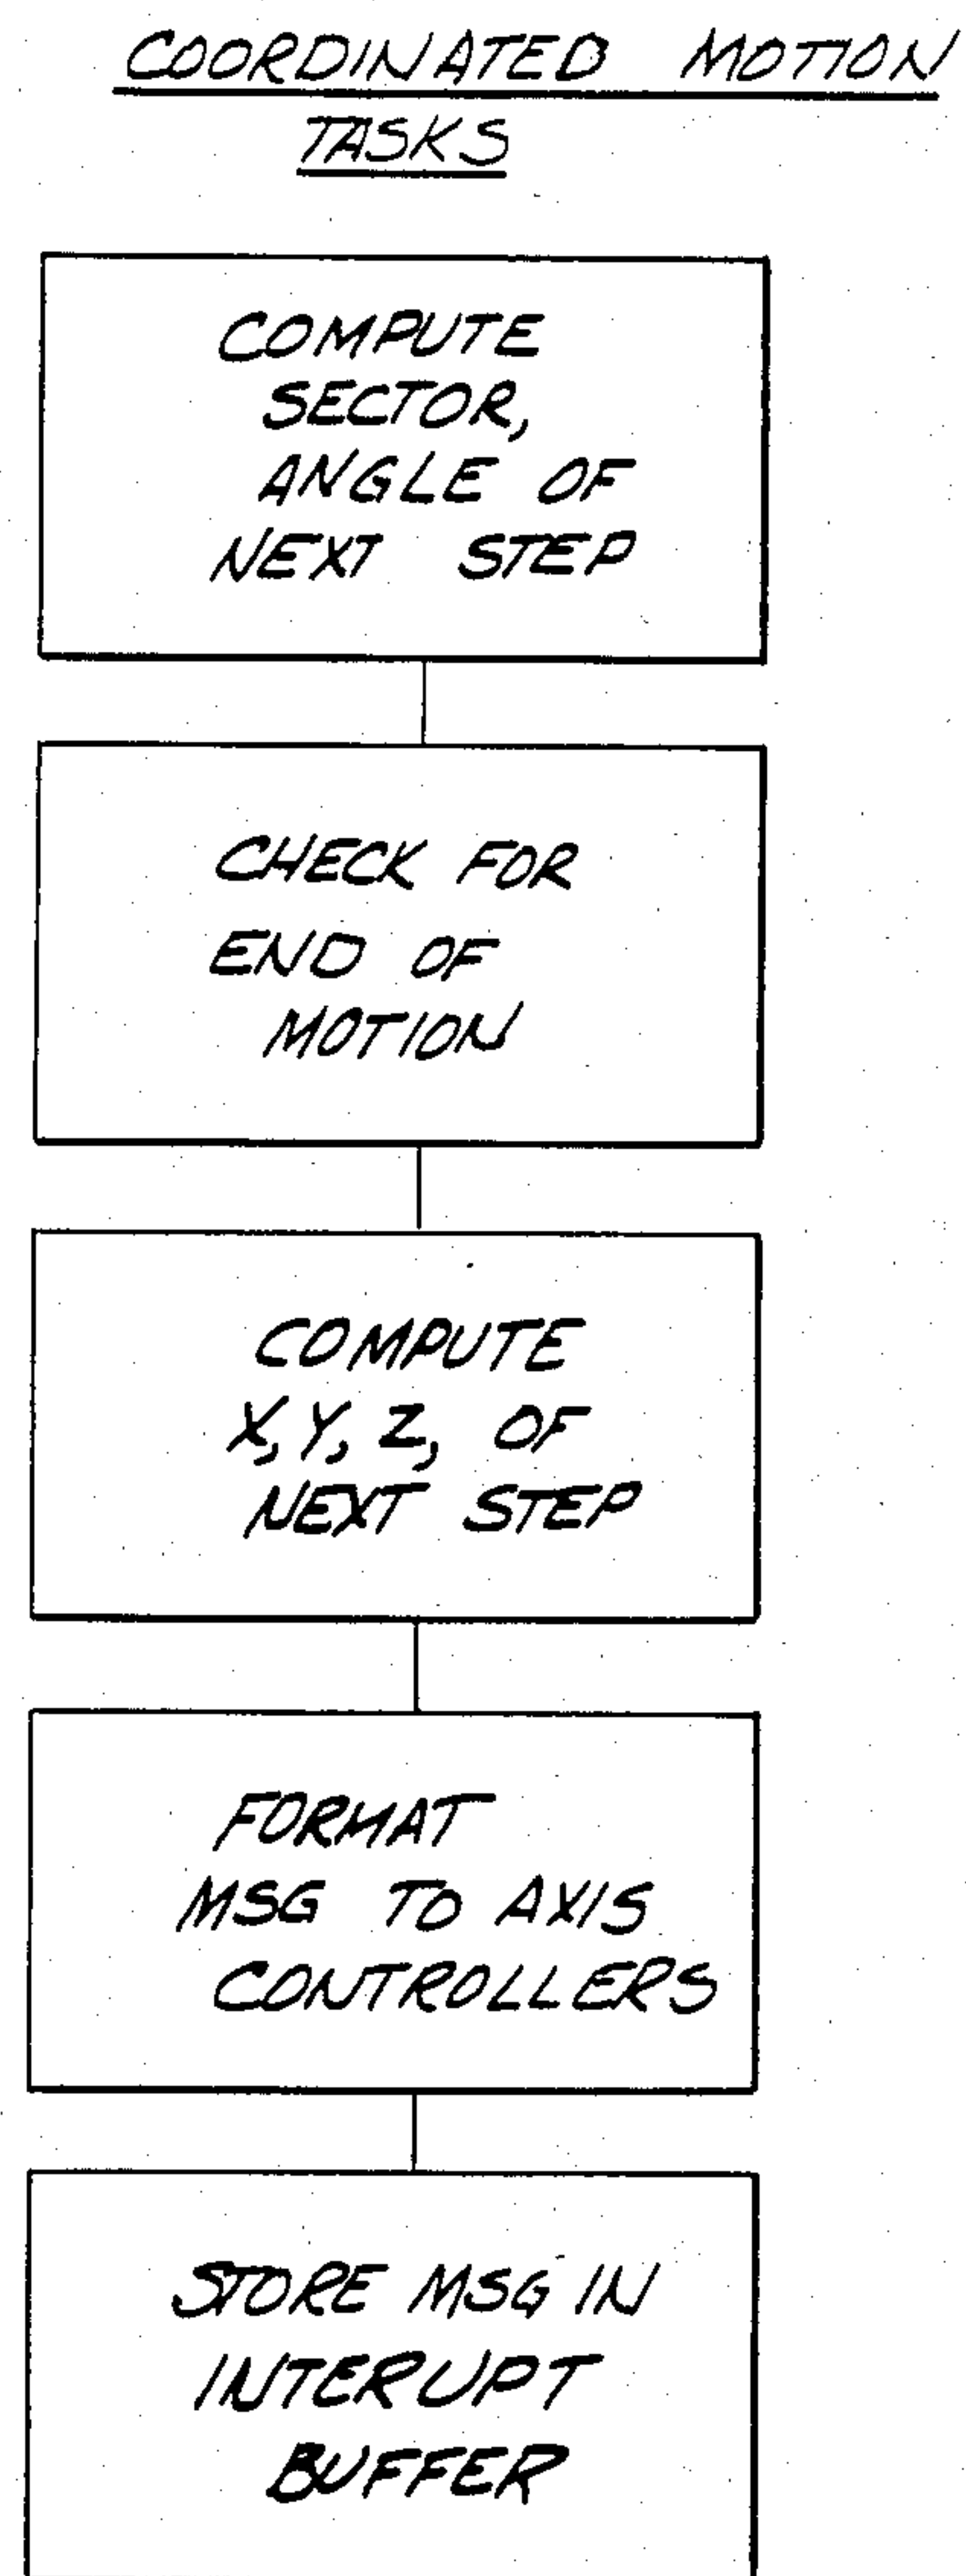 COORDINATED MOTION
TASKS
COMPUTE
SECTOR,
ANGLE OF
NEXT STEP
CHECK FOR
END OF
MOTION
COMPUTE
X, Y, Z, OF
NEXT STEP
FORMAT
MSG TO AXIS
CONTROLLERS
STORE MSG IN
INTERUPT
BUFFER